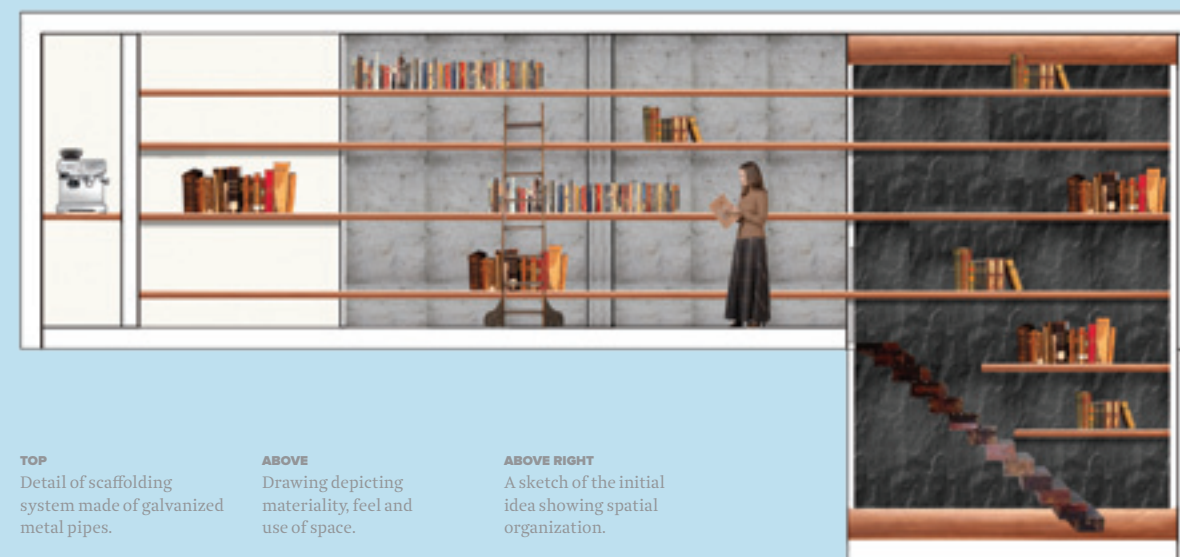 TOP
Detail of scaffolding
system made of galvanized
metal pipes.
ABOVE
Drawing depicting
materiality, feel and
use of space.
ABOVE RIGHT
A sketch of the initial
idea showing spatial
organization.